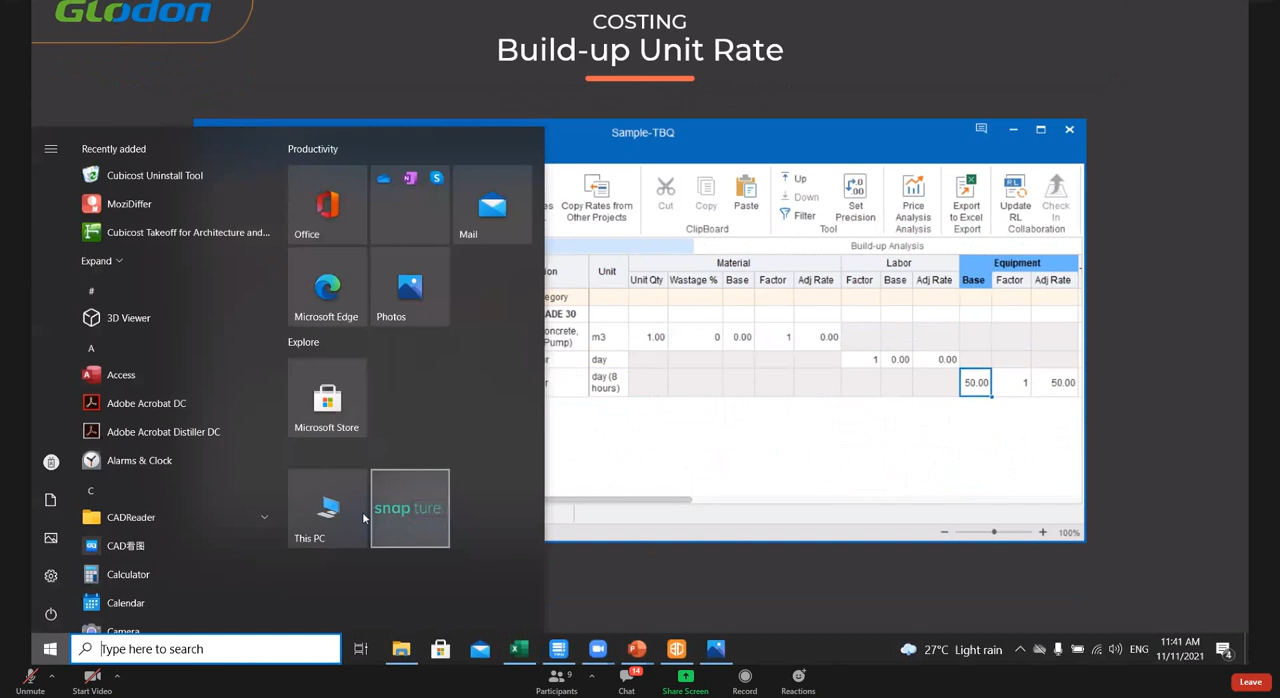 Glodon
COSTING
Build-up Unit Rate
Sample-TBQ
Copy Rates from
Other Projects
Cut
Copy
Paste
ClipBoard
Up
Down
Filter
Set
Precision
Tool
Price
Analysis
Analysis
Export
to Excel
Export
Update
RL
Check
In
Collaboration
Build-up Analysis
Unit
Material
Labor
Equipment
Unit Qty
Wastage %
Base
Factor
Adj Rate
Factor
Base
Adj Rate
Base
Factor
Adj Rate
egory
ADE 30
oncrete,
Pump)
m3
1.00
0
0.00
1
0.00
day
1
0.00
0.00
day (8
hours)
50.00
1
50.00
100%
Recently added
Cubicost Uninstall Tool
MoziDiffer
Cubicost Takeoff for Architecture and...
Expand
#
3D Viewer
A
Access
Adobe Acrobat DC
Adobe Acrobat Distiller DC
Alarms & Clock
C
CADReader
CAD看图
Calculator
Calendar
Camera
Productivity
Office
Mail
Microsoft Edge
Photos
Explore
Microsoft Store
This PC
snapture
Type here to search
27°C Light rain
ENG
11:41 AM
11/11/2021
4
Unmute
Start Video
9
Participants
14
Chat
Share Screen
Record
Reactions
Leave